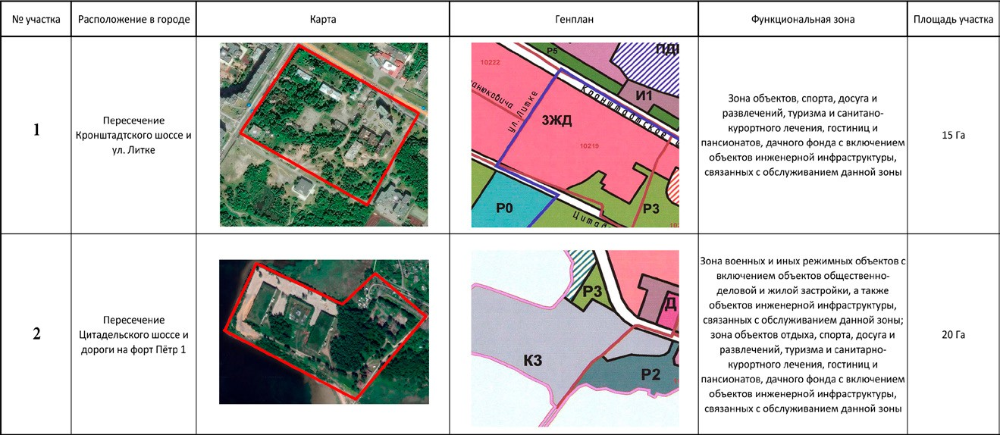 № участка
Расположение в городе
Карта
Генплан
Функциональная зона
Площадь участка
1
Пересечение
Кронштадтского шоссе и
ул. Литке
10222
Р5
ПД
анюковича
ул. Литке
Кронштадтское
И1
3ЖД
10219
Р0
Р3
Цитад
102
Зона объектов, спорта, досуга и
развлечений, туризма и санитано-
курортного лечения, гостиниц и
пансионатов, дачного фонда с включением
объектов инженерной инфраструктуры,
связанных с обслуживанием данной зоны
15 Га
2
Пересечение
Цитадельского шоссе и
дороги на форт Пётр 1
Р3
Д
К3
Р2
Зона военных и иных режимных объектов с
включением объектов общественно-
деловой и жилой застройки, а также
объектов инженерной инфраструктуры,
связанных с обслуживанием данной зоны;
зона объектов отдыха, спорта, досуга и
развлечений, туризма и санитарно-
курортного лечения, гостиниц и
пансионатов, дачного фонда с включением
объектов инженерной инфраструктуры,
связанных с обслуживанием данной зоны
20 Га